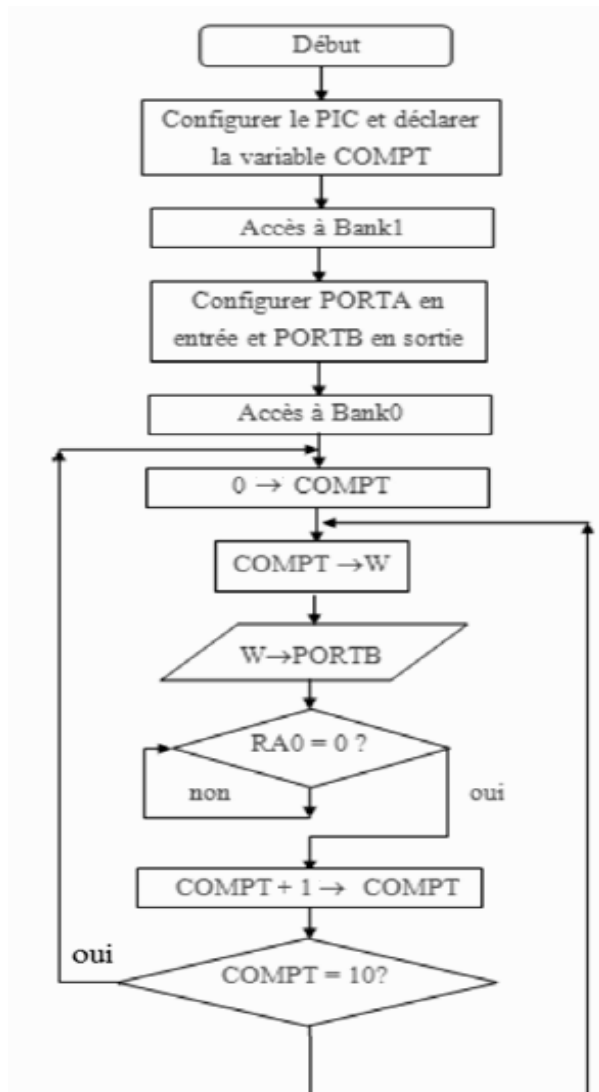 Début
Configurer le PIC et déclarer
la variable COMPT
Accès à Bank1
Configurer PORTA en
entrée et PORTB en sortie
Accès à Bank0
0 → COMPT
COMPT →W
W→PORTB
RA0 = 0 ?
non
oui
COMPT + 1 → COMPT
oui
COMPT = 10?